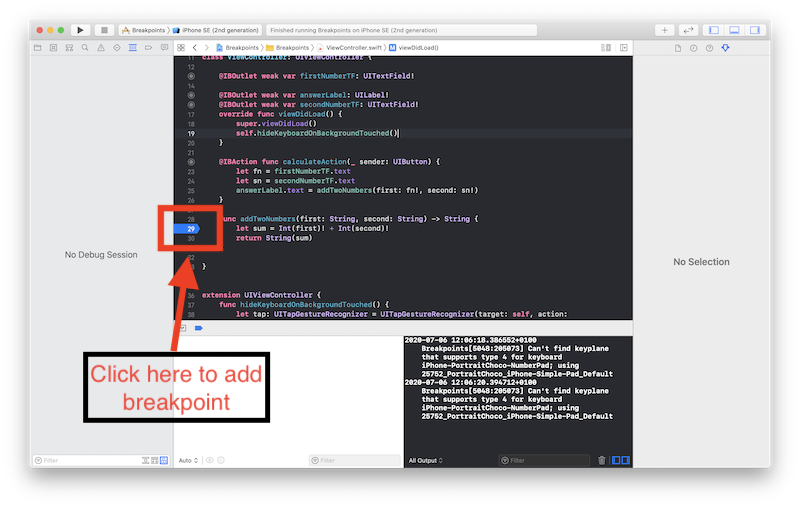 Breakpoints
iPhone SE (2nd generation)
Finished running Breakpoints on iPhone SE (2nd generation)
Breakpoints
Breakpoints
ViewController.swift
viewDidLoad()
11 class ViewController: UIViewController {
12
@IBOutlet weak var firstNumberTF: UITextField!
14
@IBOutlet weak var answerLabel: UILabel!
@IBOutlet weak var secondNumberTF: UITextField!
17 override func viewDidLoad() {
18 super.viewDidLoad()
19 self.hideKeyboardOnBackgroundTouched()
20 }
21
@IBAction func calculateAction(_ sender: UIButton) {
23 let fn = firstNumberTF.text
24 let sn = secondNumberTF.text
25 answerLabel.text = addTwoNumbers(first: fn!, second: sn!)
26 }
28 func addTwoNumbers(first: String, second: String) -> String {
29 let sum = Int(first)! + Int(second)!
30 return String(sum)
32
}
36 extension UIViewController {
37 func hideKeyboardOnBackgroundTouched() {
38 let tap: UITapGestureRecognizer = UITapGestureRecognizer(target: self, action:
No Debug Session
No Selection
Click here to add
breakpoint
2020-07-06 12:06:18.386552+0100
Breakpoints[5048:205073] Can't find keyplane
that supports type 4 for keyboard
iPhone-PortraitChoco-NumberPad; using
25752_PortraitChoco_iPhone-Simple-Pad_Default
2020-07-06 12:06:20.394712+0100
Breakpoints[5048:205073] Can't find keyplane
that supports type 4 for keyboard
iPhone-PortraitChoco-NumberPad; using
25752_PortraitChoco_iPhone-Simple-Pad_Default
Filter
Auto
Filter
All Output
Filter